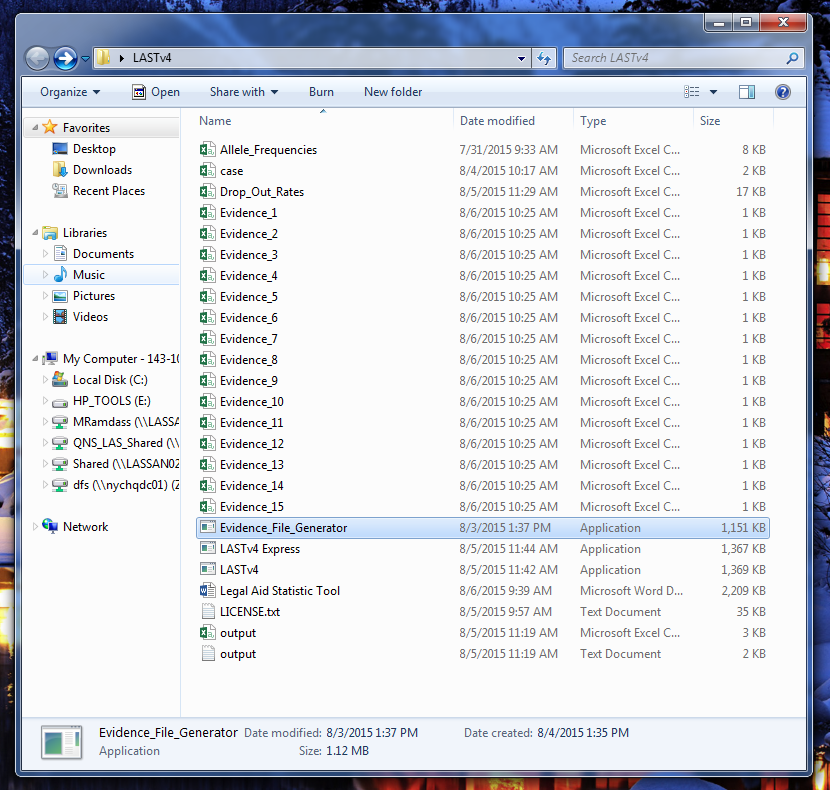 LASTv4
Search LASTv4
Organize Open Share with Burn New folder
Name Date modified Type Size
Favorites
Desktop
Downloads
Recent Places
Libraries
Documents
Music
Pictures
Videos
My Computer - 143-10
Local Disk (C:)
HP_TOOLS (E:)
MRamdass (\\LASSA
QNS_LAS_Shared (\\
Shared (\\LASSAN02
dfs (\\nychqdc01) (Z
Network
Allele_Frequencies 7/31/2015 9:33 AM Microsoft Excel C... 8 KB
case 8/4/2015 10:17 AM Microsoft Excel C... 2 KB
Drop_Out_Rates 8/5/2015 11:29 AM Microsoft Excel C... 17 KB
Evidence_1 8/6/2015 10:25 AM Microsoft Excel C... 1 KB
Evidence_2 8/6/2015 10:25 AM Microsoft Excel C... 1 KB
Evidence_3 8/6/2015 10:25 AM Microsoft Excel C... 1 KB
Evidence_4 8/6/2015 10:25 AM Microsoft Excel C... 1 KB
Evidence_5 8/6/2015 10:25 AM Microsoft Excel C... 1 KB
Evidence_6 8/6/2015 10:25 AM Microsoft Excel C... 1 KB
Evidence_7 8/6/2015 10:25 AM Microsoft Excel C... 1 KB
Evidence_8 8/6/2015 10:25 AM Microsoft Excel C... 1 KB
Evidence_9 8/6/2015 10:25 AM Microsoft Excel C... 1 KB
Evidence_10 8/6/2015 10:25 AM Microsoft Excel C... 1 KB
Evidence_11 8/6/2015 10:25 AM Microsoft Excel C... 1 KB
Evidence_12 8/6/2015 10:25 AM Microsoft Excel C... 1 KB
Evidence_13 8/6/2015 10:25 AM Microsoft Excel C... 1 KB
Evidence_14 8/6/2015 10:25 AM Microsoft Excel C... 1 KB
Evidence_15 8/6/2015 10:25 AM Microsoft Excel C... 1 KB
Evidence_File_Generator 8/3/2015 1:37 PM Application 1,151 KB
LASTv4 Express 8/5/2015 11:44 AM Application 1,367 KB
LASTv4 8/5/2015 11:42 AM Application 1,369 KB
Legal Aid Statistic Tool 8/6/2015 9:39 AM Microsoft Word D... 2,209 KB
LICENSE.txt 8/5/2015 9:57 AM Text Document 35 KB
output 8/5/2015 11:19 AM Microsoft Excel C... 3 KB
output 8/5/2015 11:19 AM Text Document 2 KB
Evidence_File_Generator Date modified: 8/3/2015 1:37 PM Date created: 8/4/2015 1:35 PM
Application Size: 1.12 MB